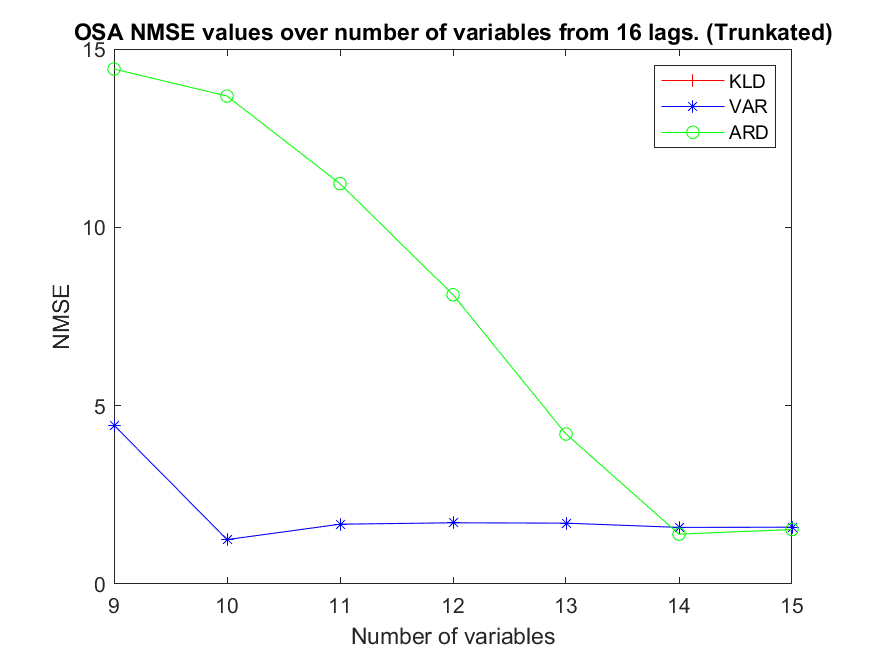 OSA NMSE values over number of variables from 16 lags. (Trunkated)
15
10
5
0
NMSE
KLD
VAR
ARD
9 10 11 12 13 14 15
Number of variables